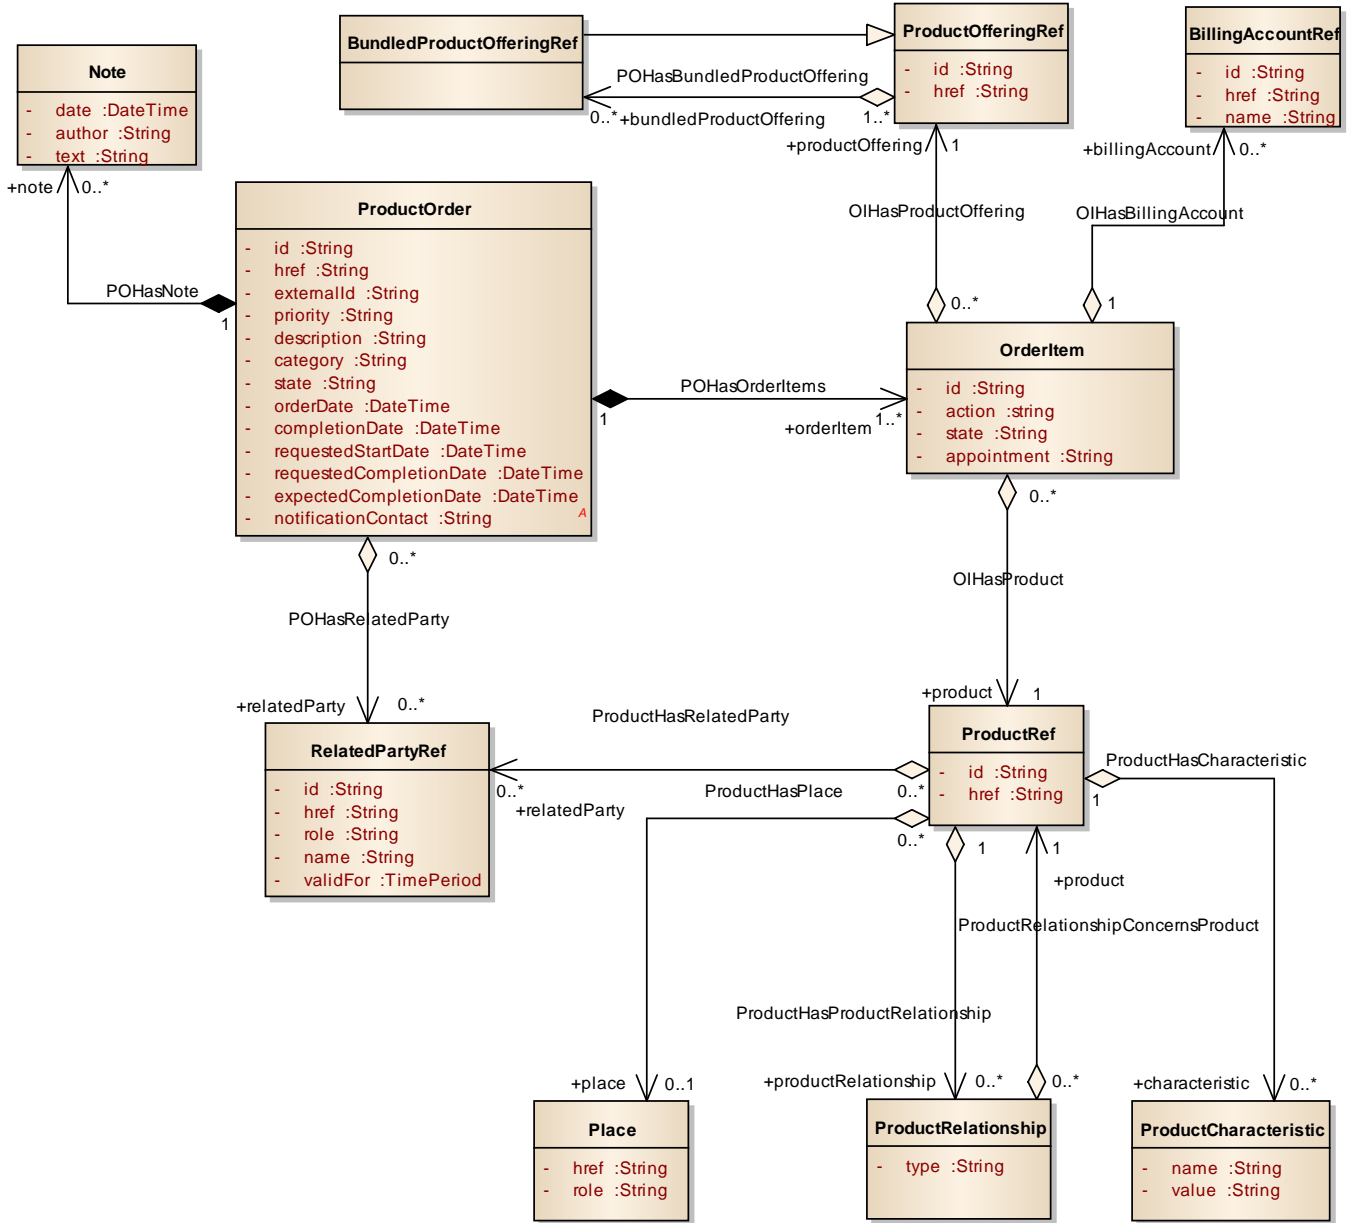 BundledProductOfferingRef
ProductOfferingRef
- id :String
- href :String
BillingAccountRef
- id :String
- href :String
- name :String
Note
- date :DateTime
- author :String
- text :String
POHasBundledProductOffering
0..*
+bundledProductOffering
1..*
+productOffering
1
+billingAccount
0..*
+note
0..*
OIHasProductOffering
OIHasBillingAccount
ProductOrder
- id :String
- href :String
- externalId :String
- priority :String
- description :String
- category :String
- state :String
- orderDate :DateTime
- completionDate :DateTime
- requestedStartDate :DateTime
- requestedCompletionDate :DateTime
- expectedCompletionDate :DateTime
- notificationContact :String
A
POHasNote
1
0..*
1
OrderItem
- id :String
- action :string
- state :String
- appointment :String
POHasOrderItems
1
+orderItem
1..*
0..*
0..*
OIHasProduct
POHasRelatedParty
+relatedParty
0..*
+product
1
ProductHasRelatedParty
RelatedPartyRef
- id :String
- href :String
- role :String
- name :String
- validFor :TimePeriod
ProductRef
- id :String
- href :String
ProductHasCharacteristic
1
0..*
+relatedParty
ProductHasPlace
0..*
0..*
1
1
+product
ProductRelationshipConcernsProduct
ProductHasProductRelationship
+place
0..1
+productRelationship
0..*
0..*
+characteristic
0..*
Place
- href :String
- role :String
ProductRelationship
- type :String
ProductCharacteristic
- name :String
- value :String